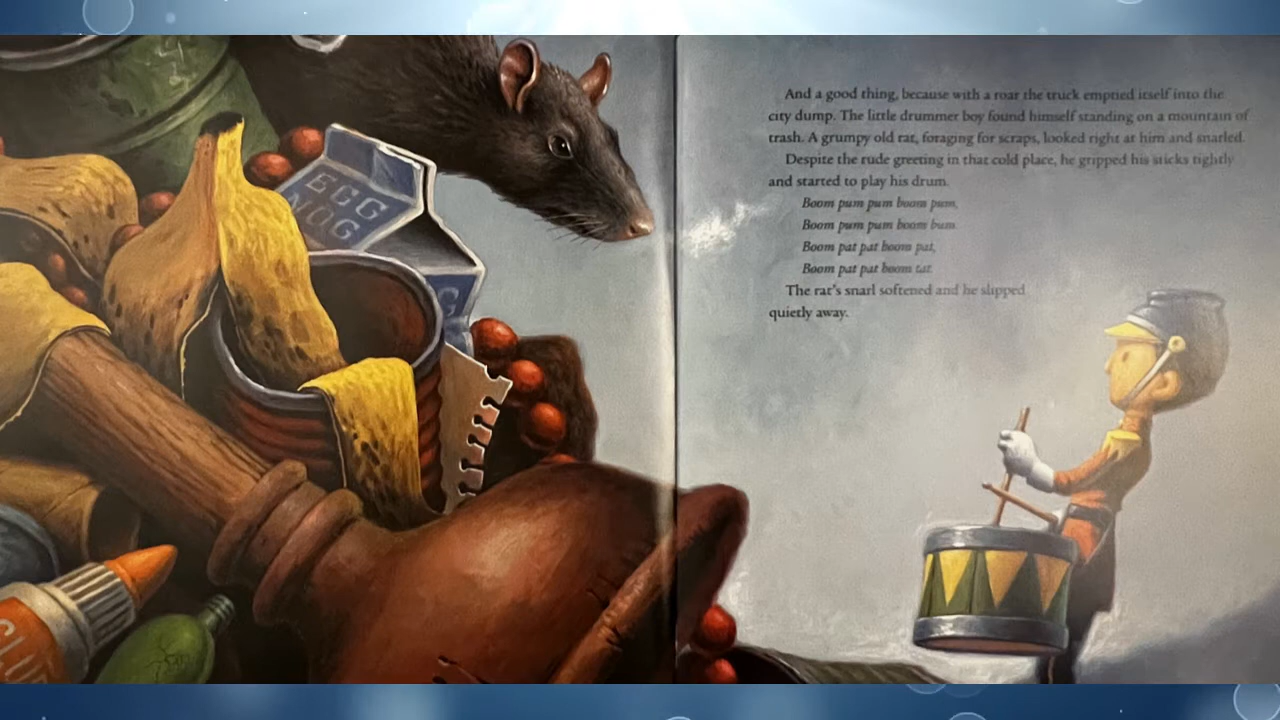 EGG
NOG
G
GLUE
And a good thing, because with a roar the truck emptied itself into the
city dump. The little drummer boy found himself standing on a mountain of
trash. A grumpy old rat, foraging for scraps, looked right at him and snarled.
Despite the rude greeting in that cold place, he gripped his sticks tightly
and started to play his drum.
Boom pum pum boom pum,
Boom pum pum boom bum.
Boom pat pat boom pat,
Boom pat pat boom tat.
The rat's snarl softened and he slipped
quietly away.